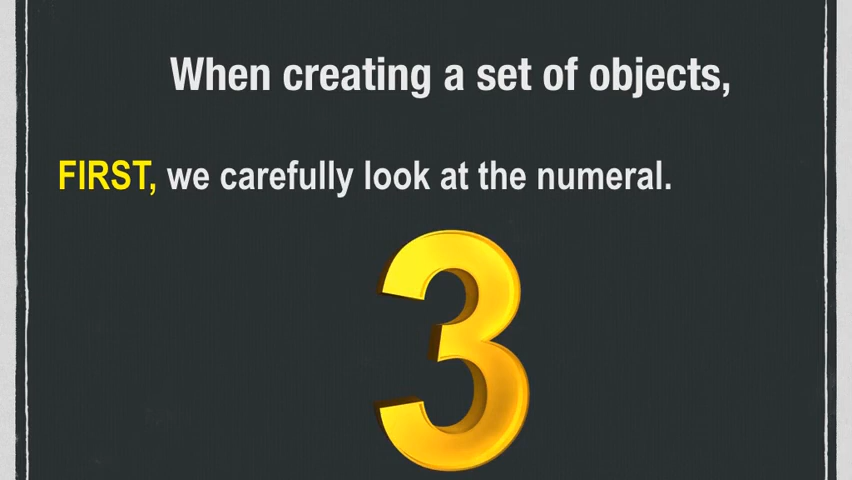 When creating a set of objects,
FIRST, we carefully look at the numeral.
3